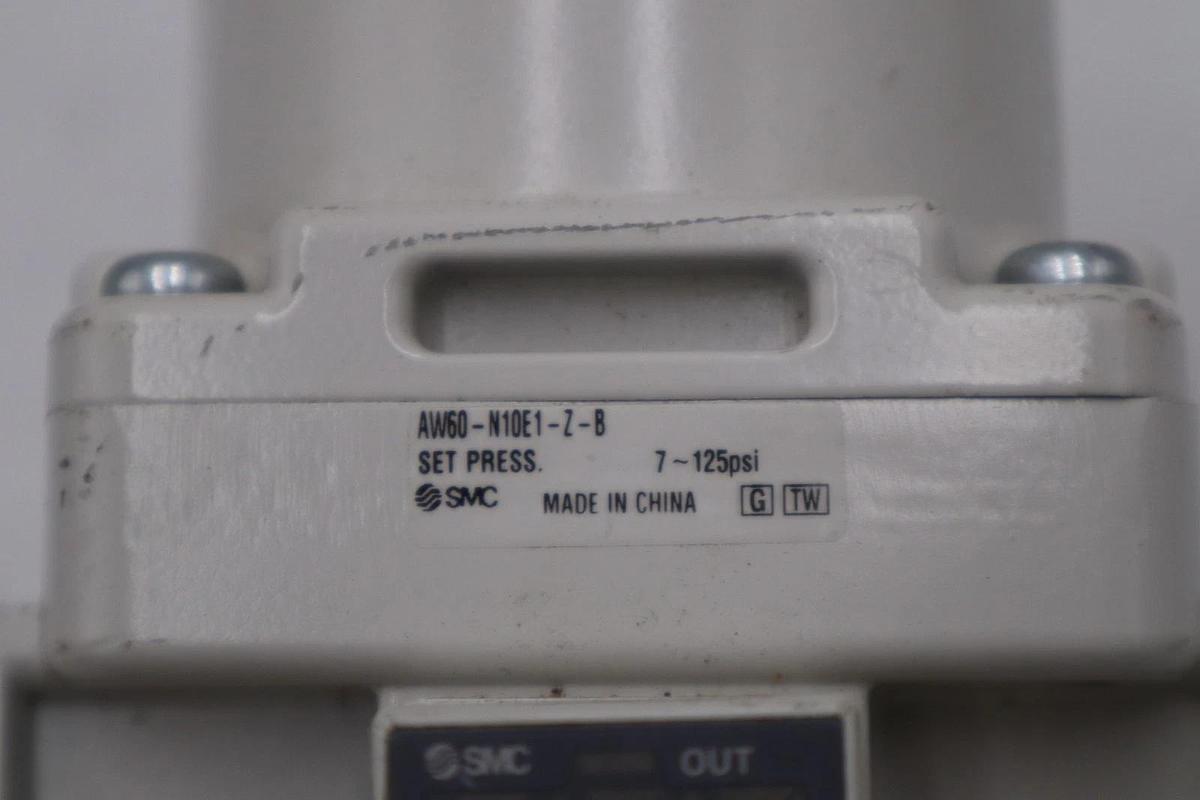 AW60-N10E1-Z-B
SET PRESS. 7~125psi
SMC MADE IN CHINA G TW
SMC OUT